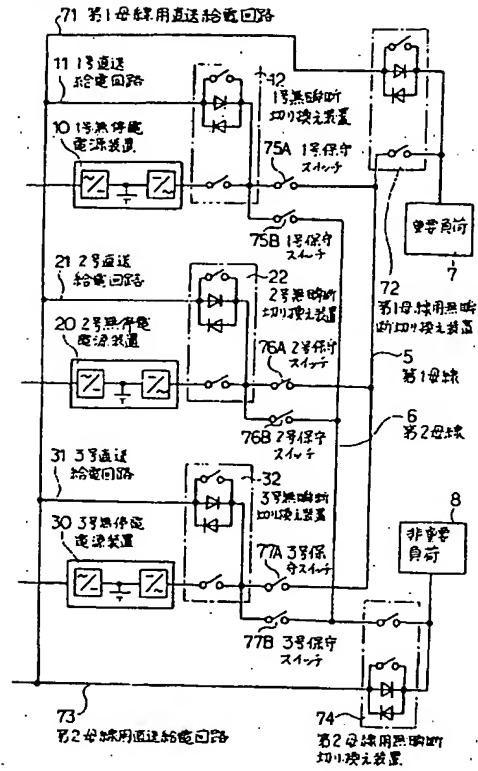 71 第1母線用直送給電回路
11 1号直送
給電回路
12
1号無瞬断
切り換え装置
10 1号無停電
電源装置
75A 1号保守
スイッチ
75B 1号保守
スイッチ
重要負荷
7
72
第1母線用無瞬
断切り換え装置
21 2号直送
給電回路
22
2号無瞬断
切り換え装置
20 2号無停電
電源装置
76A 2号保守
スイッチ
5
第1母線
76B 2号保守
スイッチ
6
第2母線
31 3号直送
給電回路
32
3号無瞬断
切り換え装置
30 3号無停電
電源装置
77A 3号保
守スイッチ
8
非重要
負荷
77B 3号保守
スイッチ
73
第2母線用直送給電回路
74
第2母線用無瞬断
切り換え装置